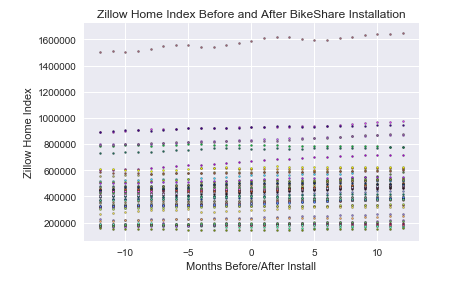 Zillow Home Index Before and After BikeShare Installation
1600000
1400000
1200000
1000000
800000
600000
400000
200000
Zillow Home Index
−10 −5 0 5 10
Months Before/After Install